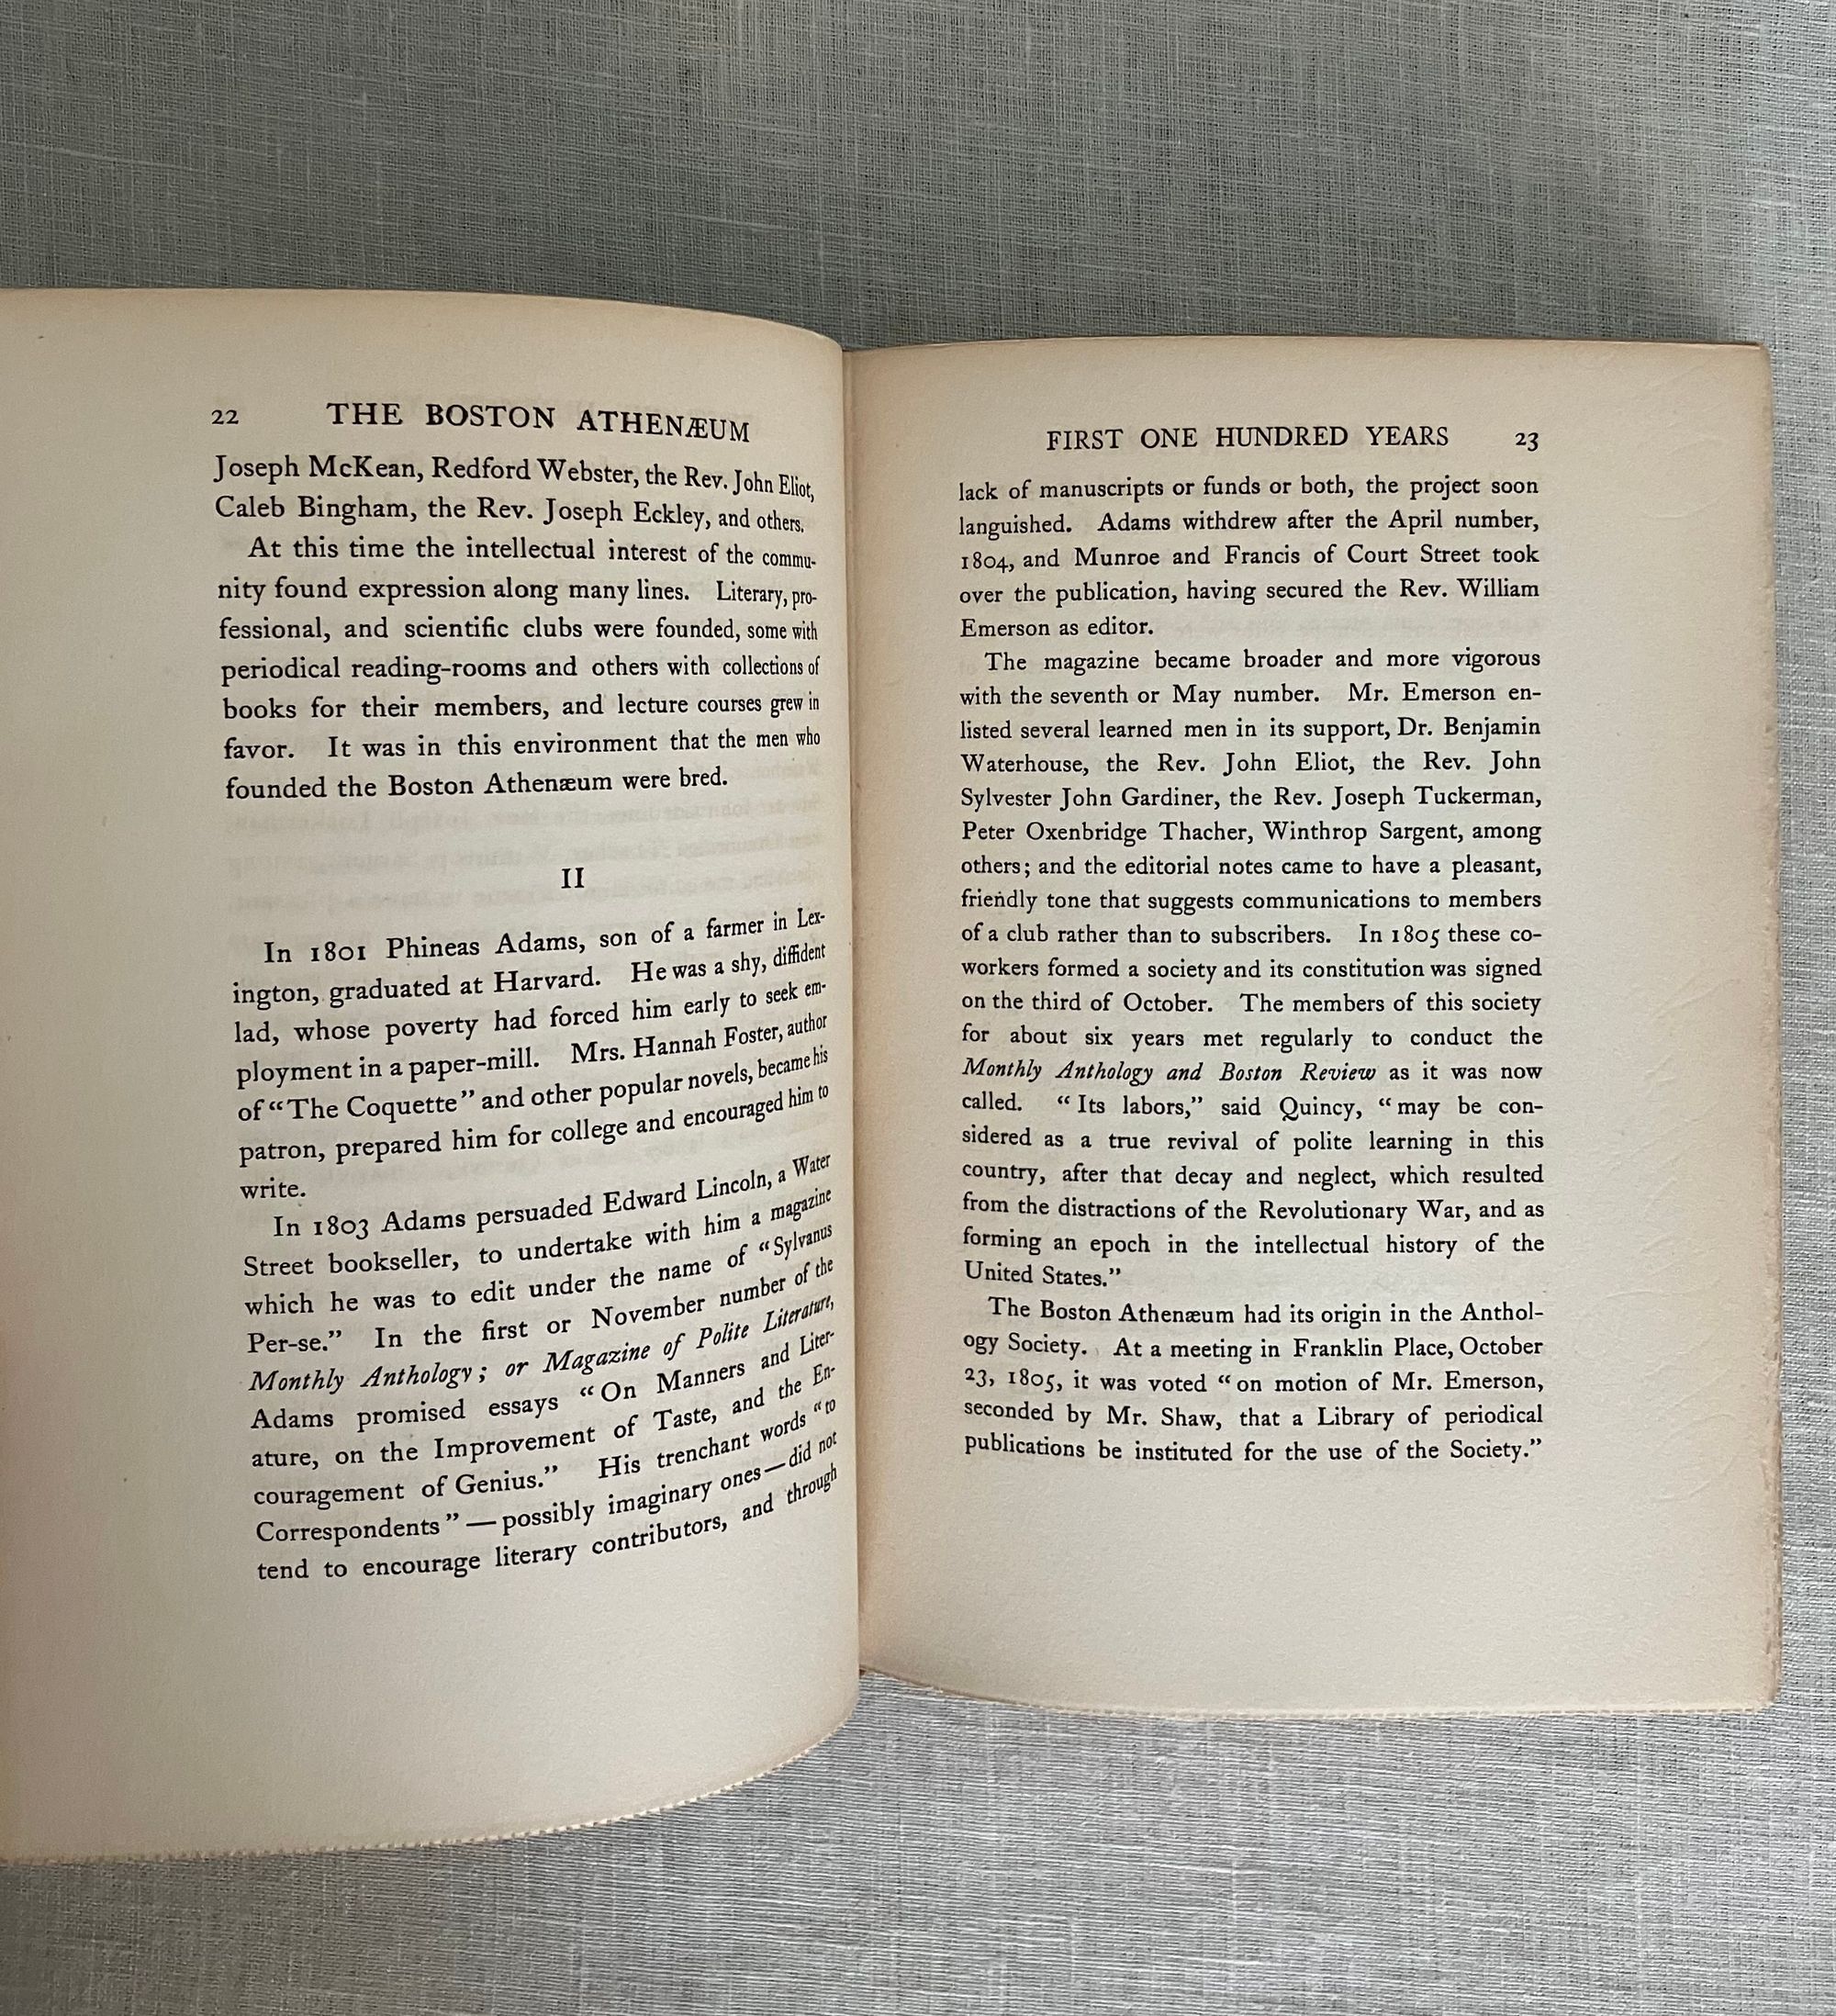 22 THE BOSTON ATHENÆUM
Joseph McKean, Redford Webster, the Rev. John Eliot,
Caleb Bingham, the Rev. Joseph Eckley, and others.
At this time the intellectual interest of the commu-
nity found expression along many lines. Literary, pro-
fessional, and scientific clubs were founded, some with
periodical reading-rooms and others with collections of
books for their members, and lecture courses grew in
favor. It was in this environment that the men who
founded the Boston Athenæum were bred.
II
In 1801 Phineas Adams, son of a farmer in Lex-
ington, graduated at Harvard. He was a shy, diffident
lad, whose poverty had forced him early to seek em-
ployment in a paper-mill. Mrs. Hannah Foster, author
of “The Coquette” and other popular novels, became his
patron, prepared him for college and encouraged him to
write.
In 1803 Adams persuaded Edward Lincoln, a Water
Street bookseller, to undertake with him a magazine
which he was to edit under the name of “Sylvanus
Per-se.” In the first or November number of the
Monthly Anthology; or Magazine of Polite Literature,
Adams promised essays “On Manners and Liter-
ature, on the Improvement of Taste, and the En-
couragement of Genius.” His trenchant words “to
Correspondents” — possibly imaginary ones — did not
tend to encourage literary contributors, and through
FIRST ONE HUNDRED YEARS 23
lack of manuscripts or funds or both, the project soon
languished. Adams withdrew after the April number,
1804, and Munroe and Francis of Court Street took
over the publication, having secured the Rev. William
Emerson as editor.
The magazine became broader and more vigorous
with the seventh or May number. Mr. Emerson en-
listed several learned men in its support, Dr. Benjamin
Waterhouse, the Rev. John Eliot, the Rev. John
Sylvester John Gardiner, the Rev. Joseph Tuckerman,
Peter Oxenbridge Thacher, Winthrop Sargent, among
others; and the editorial notes came to have a pleasant,
friendly tone that suggests communications to members
of a club rather than to subscribers. In 1805 these co-
workers formed a society and its constitution was signed
on the third of October. The members of this society
for about six years met regularly to conduct the
Monthly Anthology and Boston Review as it was now
called. “Its labors,” said Quincy, “may be con-
sidered as a true revival of polite learning in this
country, after that decay and neglect, which resulted
from the distractions of the Revolutionary War, and as
forming an epoch in the intellectual history of the
United States.”
The Boston Athenæum had its origin in the Anthol-
ogy Society. At a meeting in Franklin Place, October
23, 1805, it was voted “on motion of Mr. Emerson,
seconded by Mr. Shaw, that a Library of periodical
publications be instituted for the use of the Society.”